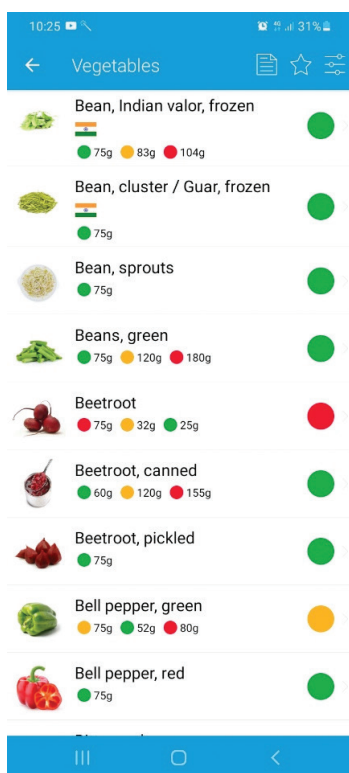 10:25 4G 31%
Vegetables
Bean, Indian valor, frozen
75g 83g 104g
Bean, cluster / Guar, frozen
75g
Bean, sprouts
75g
Beans, green
75g 120g 180g
Beetroot
75g 32g 25g
Beetroot, canned
60g 120g 155g
Beetroot, pickled
75g
Bell pepper, green
75g 52g 80g
Bell pepper, red
75g